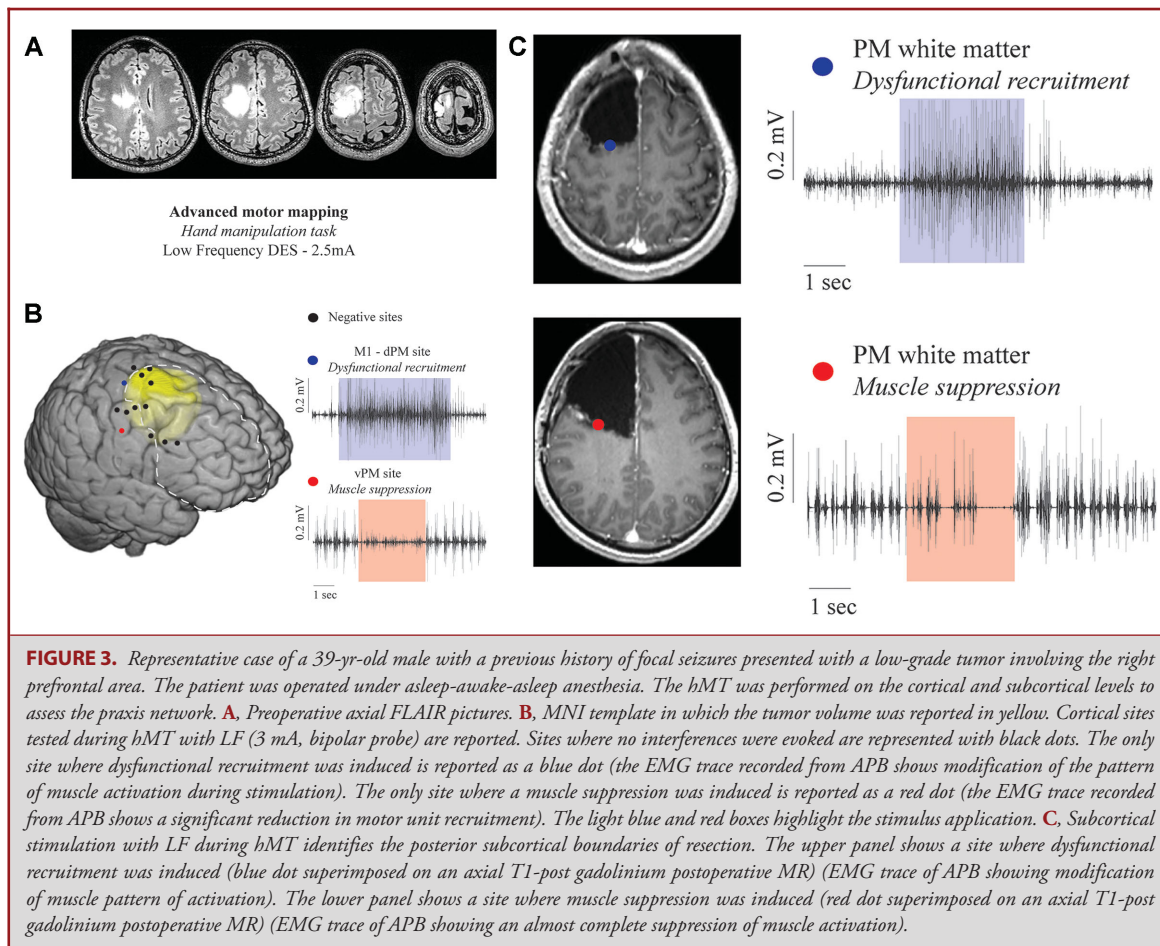 A
Advanced motor mapping
Hand manipulation task
Low Frequency DES - 2.5mA
B
Negative sites
M1 - dPM site
Dysfunctional recruitment
0.2 mV
vPM site
Muscle suppression
0.2 mV
1 sec
C
PM white matter
Dysfunctional recruitment
0.2 mV
1 sec
PM white matter
Muscle suppression
0.2 mV
1 sec
FIGURE 3. Representative case of a 39-yr-old male with a previous history of focal seizures presented with a low-grade tumor involving the right
prefrontal area. The patient was operated under asleep-awake-asleep anesthesia. The hMT was performed on the cortical and subcortical levels to
assess the praxis network. A, Preoperative axial FLAIR pictures. B, MNI template in which the tumor volume was reported in yellow. Cortical sites
tested during hMT with LF (3 mA, bipolar probe) are reported. Sites where no interferences were evoked are represented with black dots. The only
site where dysfunctional recruitment was induced is reported as a blue dot (the EMG trace recorded from APB shows modification of the pattern
of muscle activation during stimulation). The only site where a muscle suppression was induced is reported as a red dot (the EMG trace recorded
from APB shows a significant reduction in motor unit recruitment). The light blue and red boxes highlight the stimulus application. C, Subcortical
stimulation with LF during hMT identifies the posterior subcortical boundaries of resection. The upper panel shows a site where dysfunctional
recruitment was induced (blue dot superimposed on an axial T1-post gadolinium postoperative MR) (EMG trace of APB showing modification
of muscle pattern of activation). The lower panel shows a site where muscle suppression was induced (red dot superimposed on an axial T1-post
gadolinium postoperative MR) (EMG trace of APB showing an almost complete suppression of muscle activation).